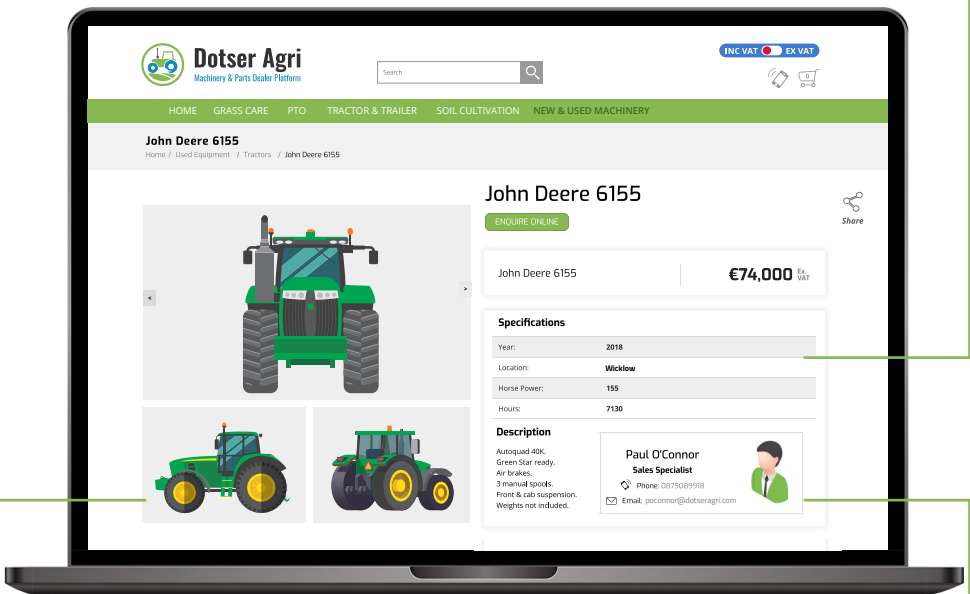 Dotser Agri
Machinery & Parts Dealer Platform
Search
INC VAT EX VAT
0
HOME GRASS CARE PTO TRACTOR & TRAILER SOIL CULTIVATION NEW & USED MACHINERY
John Deere 6155
Home / Used Equipment / Tractors / John Deere 6155
John Deere 6155
ENQUIRE ONLINE
Share
John Deere 6155 €74,000 Ex. VAT
< >
Specifications
Year: 2018
Location: Wicklow
Horse Power: 155
Hours: 7130
Description
Autoquad 40K.
Green Star ready.
Air brakes.
3 manual spools.
Front & cab suspension.
Weights not included.
Paul O'Connor
Sales Specialist
Phone: 0879089918
Email: poconnor@dotseragri.com